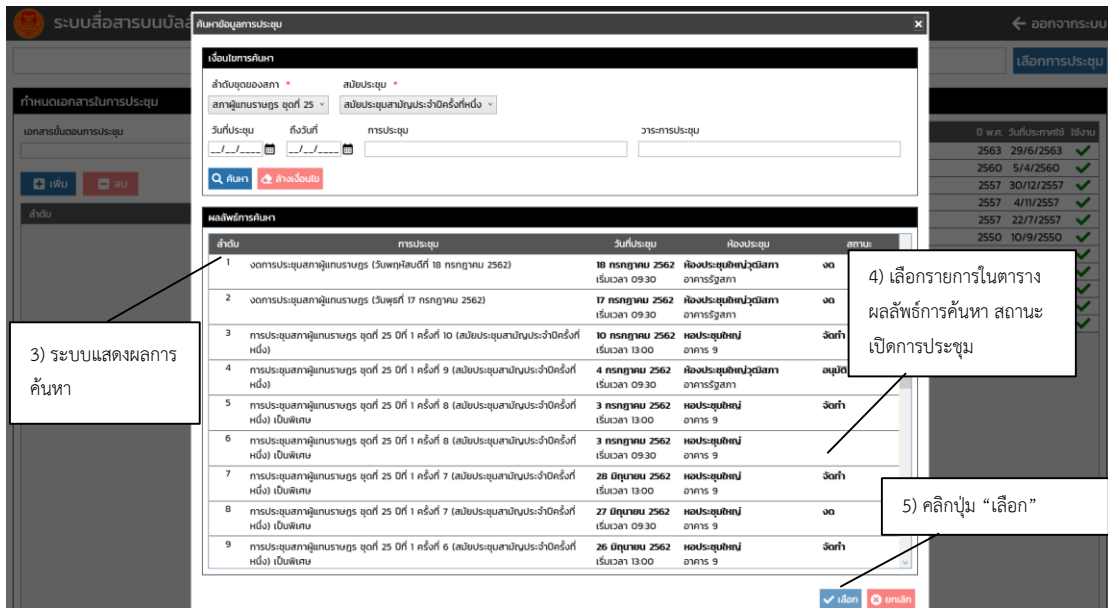 ระบบสื่อสารบนบัลลั
ออกจากระบบ
เลือกการประชุม
กำหนดเอกสารในการประชุม
เอกสารขั้นตอนการประชุม
เพิ่ม ลบ
ลำดับ
ค้นหาข้อมูลการประชุม
เงื่อนไขการค้นหา
ลำดับชุดของสภา * สมัยประชุม *
สภาผู้แทนราษฎร ชุดที่ 25 สมัยประชุมสามัญประจำปีครั้งที่หนึ่ง
วันที่ประชุม ถึงวันที่ การประชุม วาระการประชุม
__/__/____ __/__/____
ค้นหา ล้างเงื่อนไข
ผลลัพธ์การค้นหา
ลำดับ การประชุม วันที่ประชุม ห้องประชุม สถานะ
1 งดการประชุมสภาผู้แทนราษฎร (วันพฤหัสบดีที่ 18 กรกฎาคม 2562) 18 กรกฎาคม 2562 ห้องประชุมใหญ่วุฒิสภา งด
เริ่มเวลา 09:30 อาคารรัฐสภา
2 งดการประชุมสภาผู้แทนราษฎร (วันพุธที่ 17 กรกฎาคม 2562) 17 กรกฎาคม 2562 ห้องประชุมใหญ่วุฒิสภา งด
เริ่มเวลา 09:30 อาคารรัฐสภา
3 การประชุมสภาผู้แทนราษฎร ชุดที่ 25 ปีที่ 1 ครั้งที่ 10 (สมัยประชุมสามัญประจำปีครั้งที่ 10 กรกฎาคม 2562 หอประชุมใหญ่ จัดทำ
หนึ่ง) เริ่มเวลา 13:00 อาคาร 9
4 การประชุมสภาผู้แทนราษฎร ชุดที่ 25 ปีที่ 1 ครั้งที่ 9 (สมัยประชุมสามัญประจำปีครั้งที่ 4 กรกฎาคม 2562 ห้องประชุมใหญ่วุฒิสภา อนุมัติ
หนึ่ง) เริ่มเวลา 09:30 อาคารรัฐสภา
5 การประชุมสภาผู้แทนราษฎร ชุดที่ 25 ปีที่ 1 ครั้งที่ 8 (สมัยประชุมสามัญประจำปีครั้งที่ 3 กรกฎาคม 2562 หอประชุมใหญ่ จัดทำ
หนึ่ง) เป็นพิเศษ เริ่มเวลา 13:00 อาคาร 9
6 การประชุมสภาผู้แทนราษฎร ชุดที่ 25 ปีที่ 1 ครั้งที่ 8 (สมัยประชุมสามัญประจำปีครั้งที่ 3 กรกฎาคม 2562 หอประชุมใหญ่
หนึ่ง) เป็นพิเศษ เริ่มเวลา 09:30 อาคาร 9
7 การประชุมสภาผู้แทนราษฎร ชุดที่ 25 ปีที่ 1 ครั้งที่ 7 (สมัยประชุมสามัญประจำปีครั้งที่ 28 มิถุนายน 2562 หอประชุมใหญ่ จัดทำ
หนึ่ง) เป็นพิเศษ เริ่มเวลา 13:00 อาคาร 9
8 การประชุมสภาผู้แทนราษฎร ชุดที่ 25 ปีที่ 1 ครั้งที่ 7 (สมัยประชุมสามัญประจำปีครั้งที่ 27 มิถุนายน 2562 หอประชุมใหญ่ งด
หนึ่ง) เป็นพิเศษ เริ่มเวลา 09:30 อาคาร 9
9 การประชุมสภาผู้แทนราษฎร ชุดที่ 25 ปีที่ 1 ครั้งที่ 6 (สมัยประชุมสามัญประจำปีครั้งที่ 26 มิถุนายน 2562 หอประชุมใหญ่ จัดทำ
หนึ่ง) เป็นพิเศษ เริ่มเวลา 13:00 อาคาร 9
เลือก ยกเลิก
ปี พ.ศ. วันที่ประกาศใช้ ใช้งาน
2563 29/6/2563
2560 5/4/2560
2557 30/12/2557
2557 4/11/2557
2557 22/7/2557
2550 10/9/2550
3) ระบบแสดงผลการ
ค้นหา
4) เลือกรายการในตาราง
ผลลัพธ์การค้นหา สถานะ
เปิดการประชุม
5) คลิกปุ่ม “เลือก”